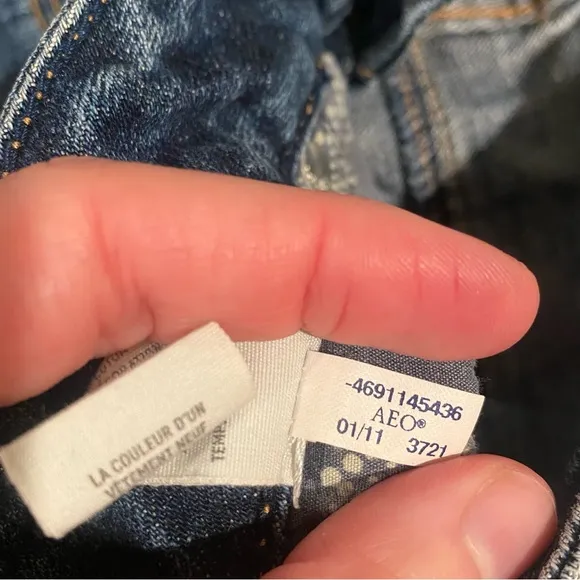 LA COULEUR D'UN
VÊTEMENT NEUF
-4691145436
AEO®
01/11 3721